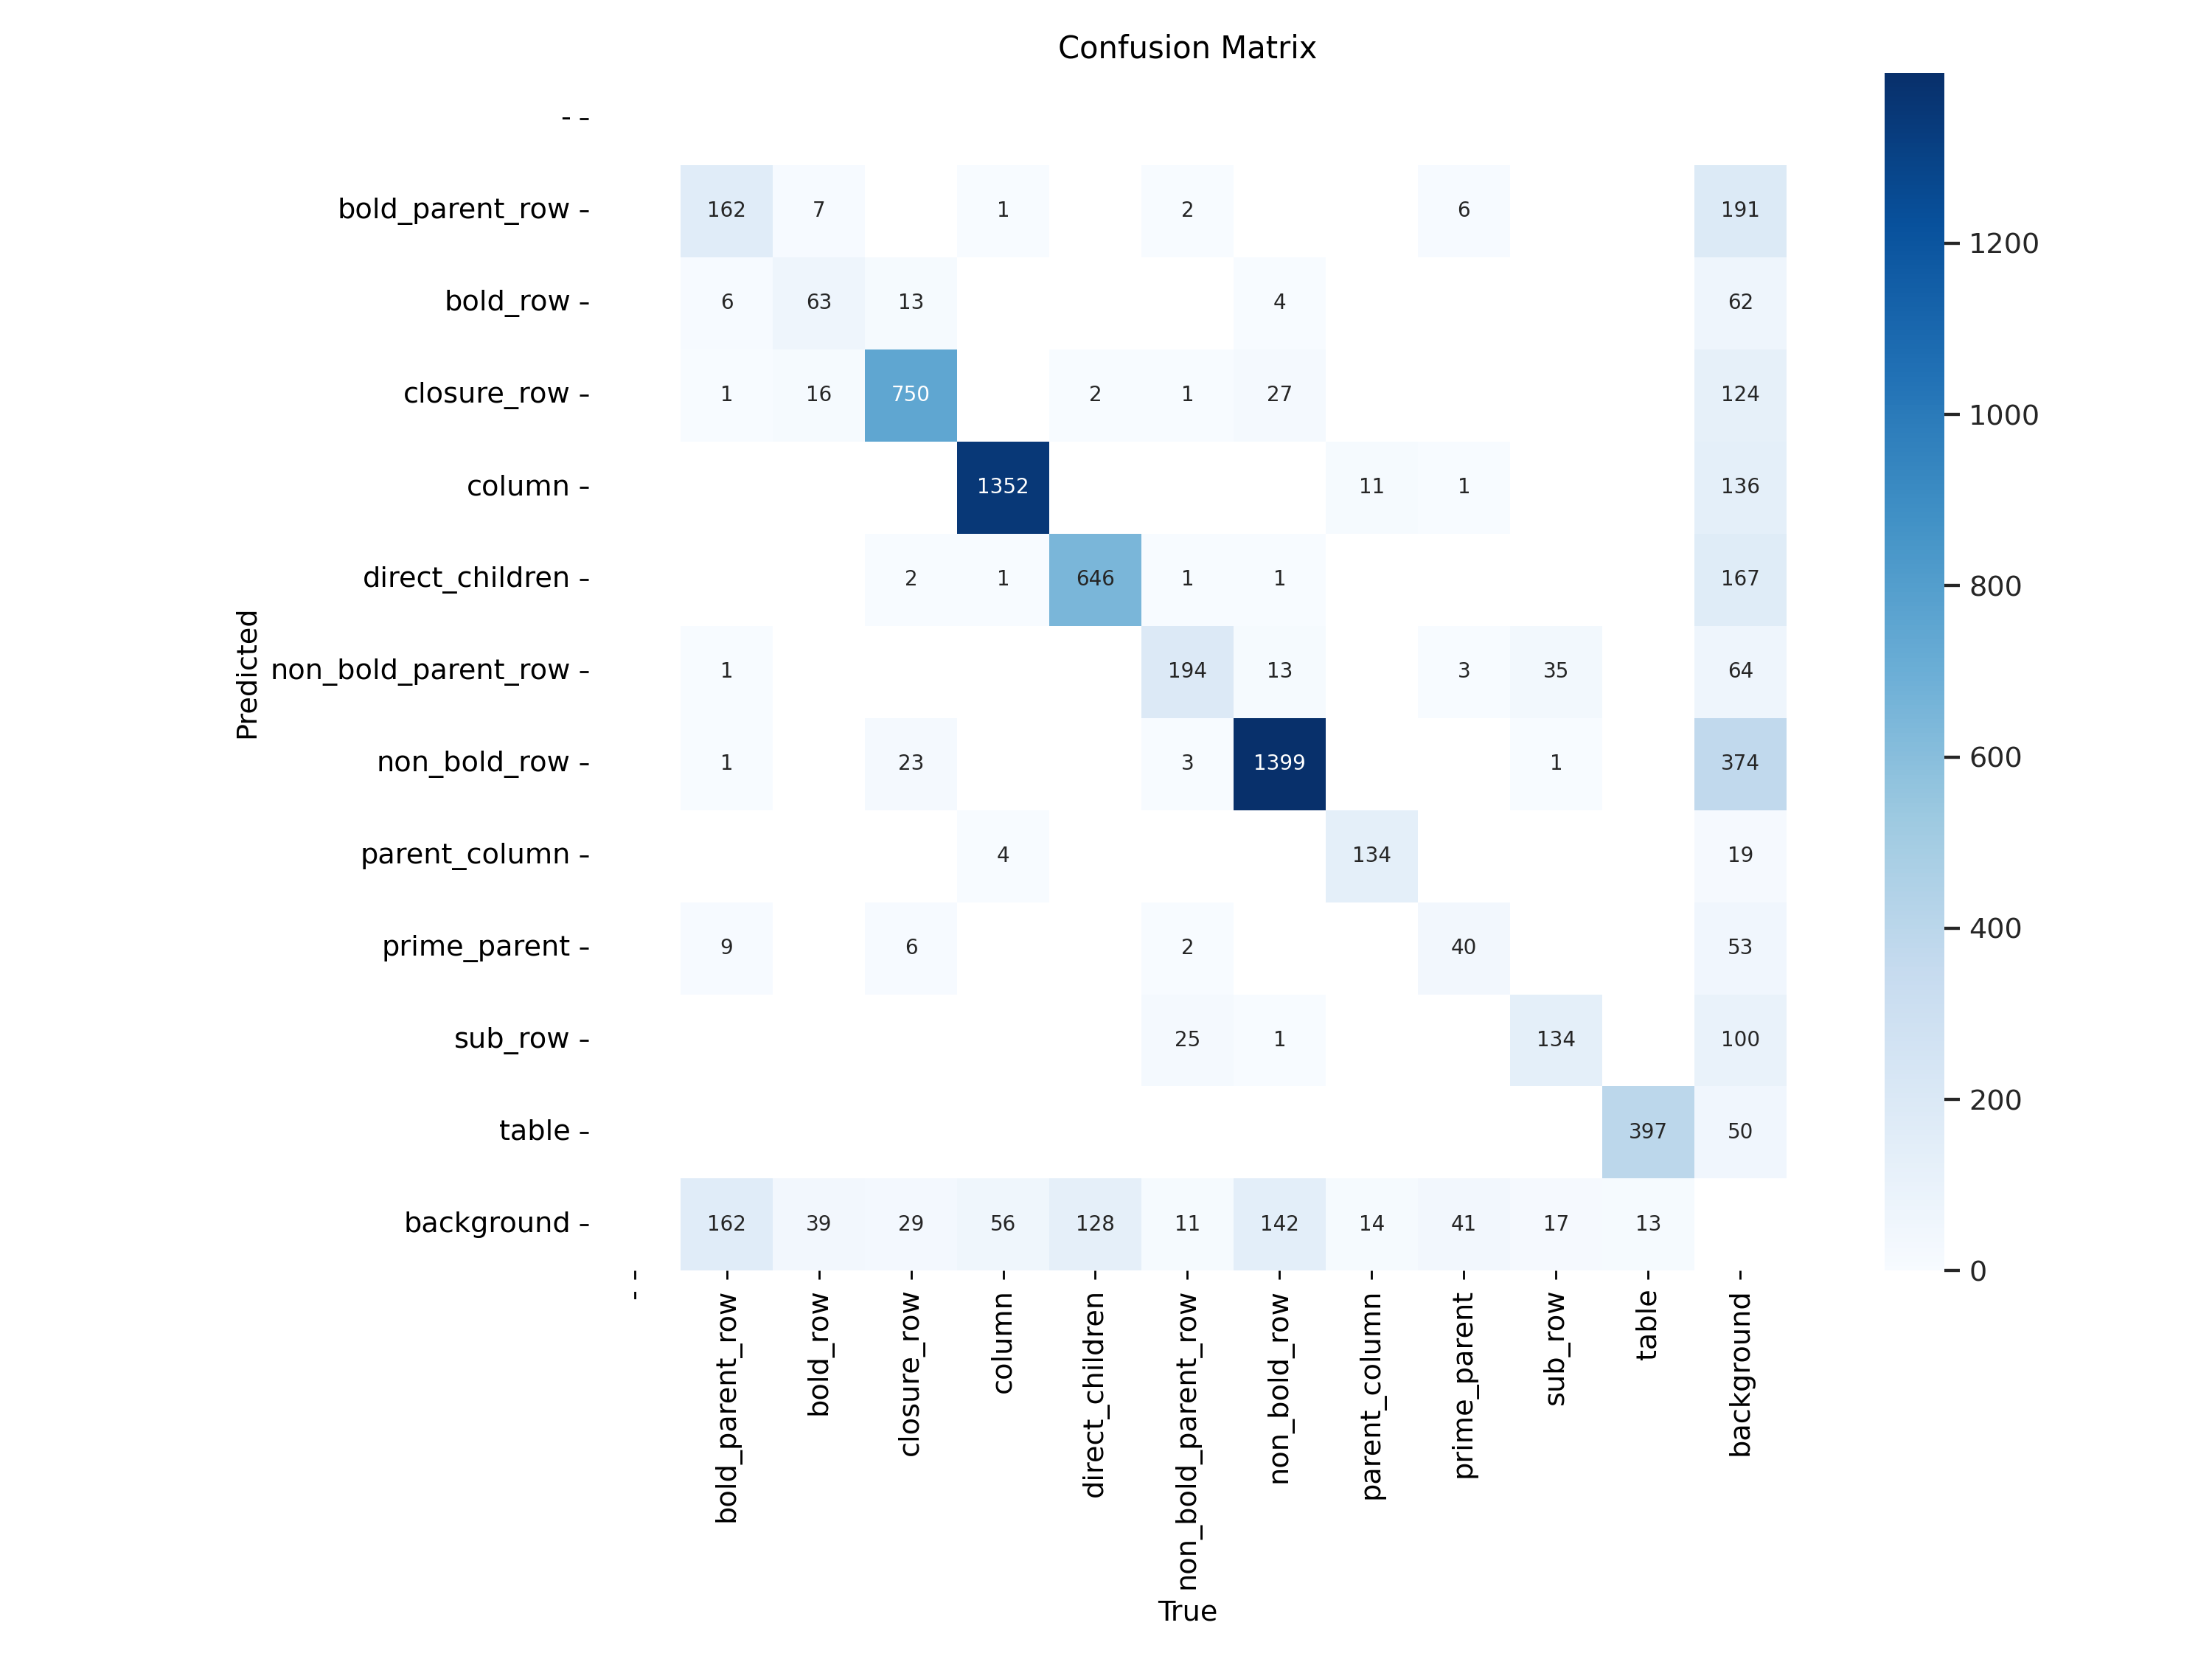 Confusion Matrix
- 
bold_parent_row 162 7 1 2 6 191
bold_row 6 63 13 4 62
closure_row 1 16 750 2 1 27 124
column 1352 11 1 136
direct_children 2 1 646 1 1 167
non_bold_parent_row 1 194 13 3 35 64
non_bold_row 1 23 3 1399 1 374
parent_column 4 134 19
prime_parent 9 6 2 40 53
sub_row 25 1 134 100
table 397 50
background 162 39 29 56 128 11 142 14 41 17 13
Predicted
-
bold_parent_row
bold_row
closure_row
column
direct_children
non_bold_parent_row
non_bold_row
parent_column
prime_parent
sub_row
table
background
True
1200
1000
800
600
400
200
0